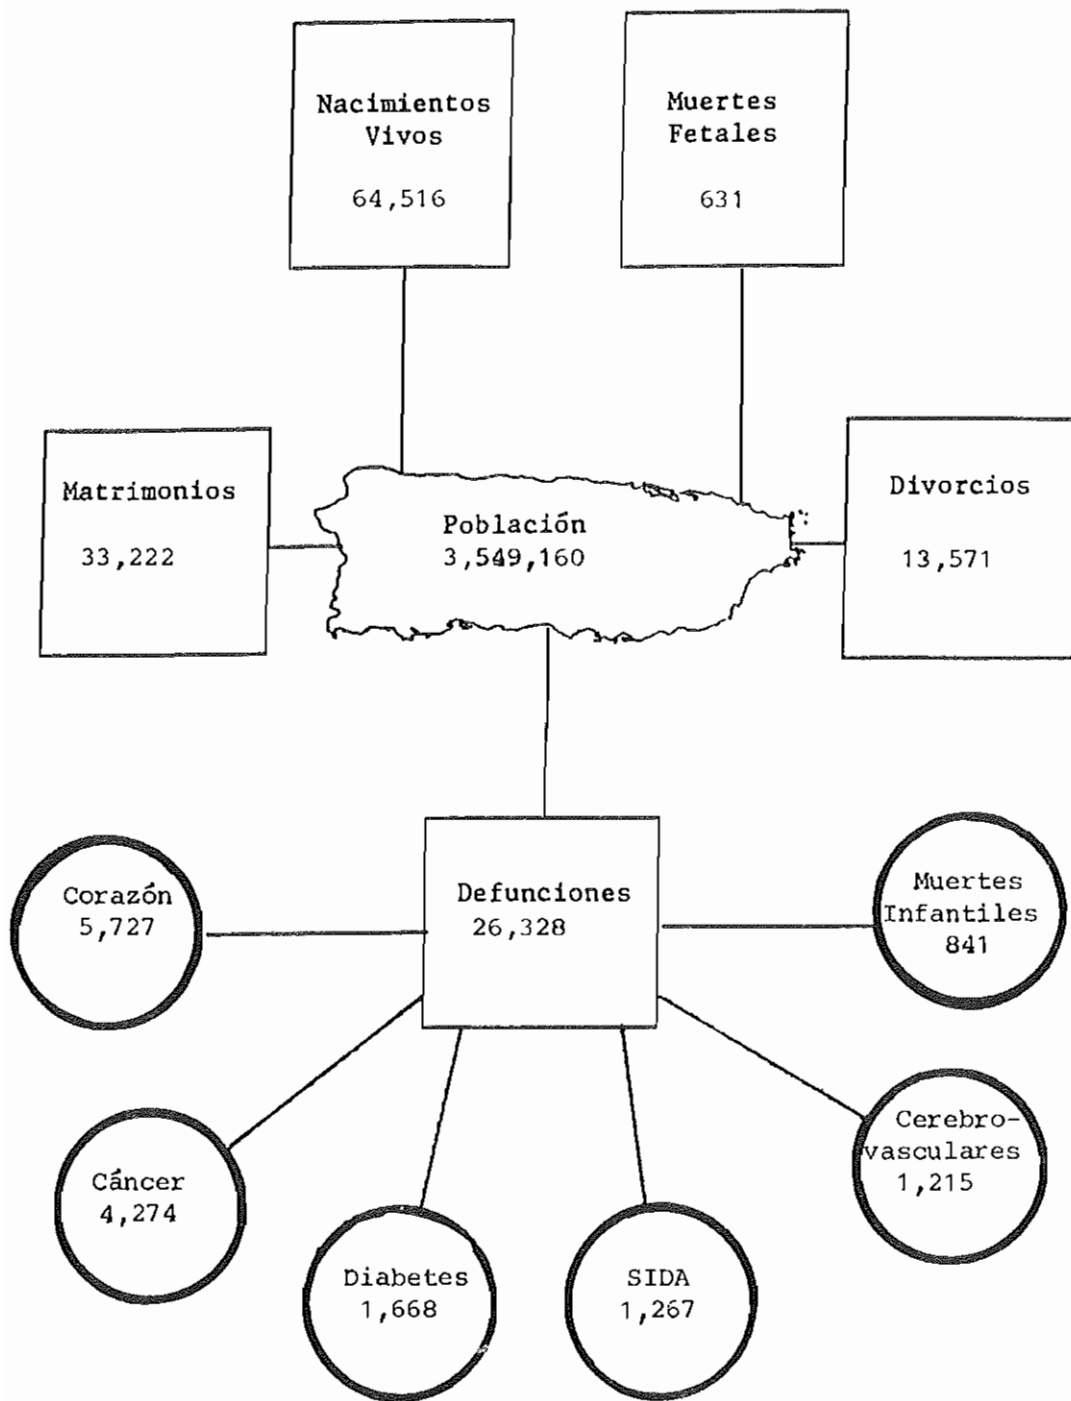 Nacimientos
Vivos
64,516
Muertes
Fetales
631
Matrimonios
33,222
Población
3,549,160
Divorcios
13,571
Defunciones
26,328
Corazón
5,727
Muertes
Infantiles
841
Cáncer
4,274
Diabetes
1,668
SIDA
1,267
Cerebro-
vasculares
1,215